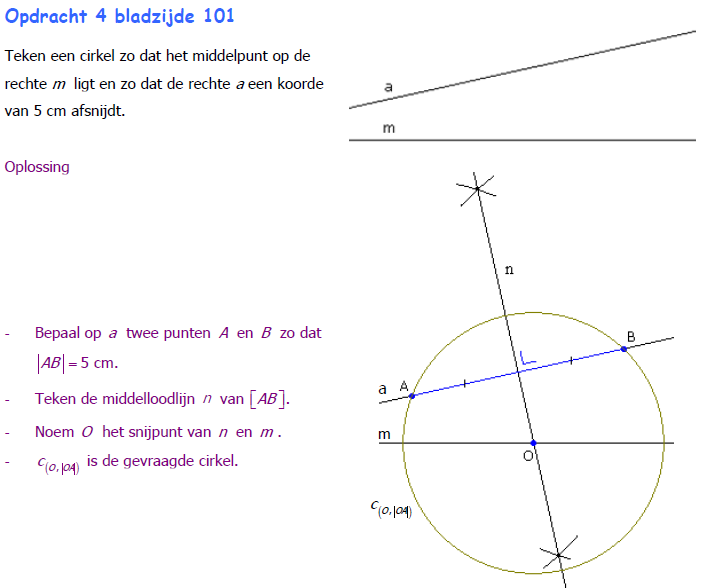 Opdracht 4 bladzijde 101
Teken een cirkel zo dat het middelpunt op de
rechte m ligt en zo dat de rechte a een koorde
van 5 cm afsnijdt.
a
m
Oplossing
n
- Bepaal op a twee punten A en B zo dat
|AB| = 5 cm.
- Teken de middelloodlijn n van [AB].
- Noem O het snijpunt van n en m.
- c(O,|OA|) is de gevraagde cirkel.
B
a A
m
O
c(O,|OA|)